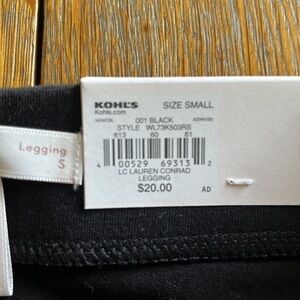 KOHL'S SIZE SMALL
Kohls.com
001 BLACK
STYLE WL73K503RS
613 60 61
4 00529 69313 2
LC LAUREN CONRAD
LEGGING
$20.00 AD
Legging
S